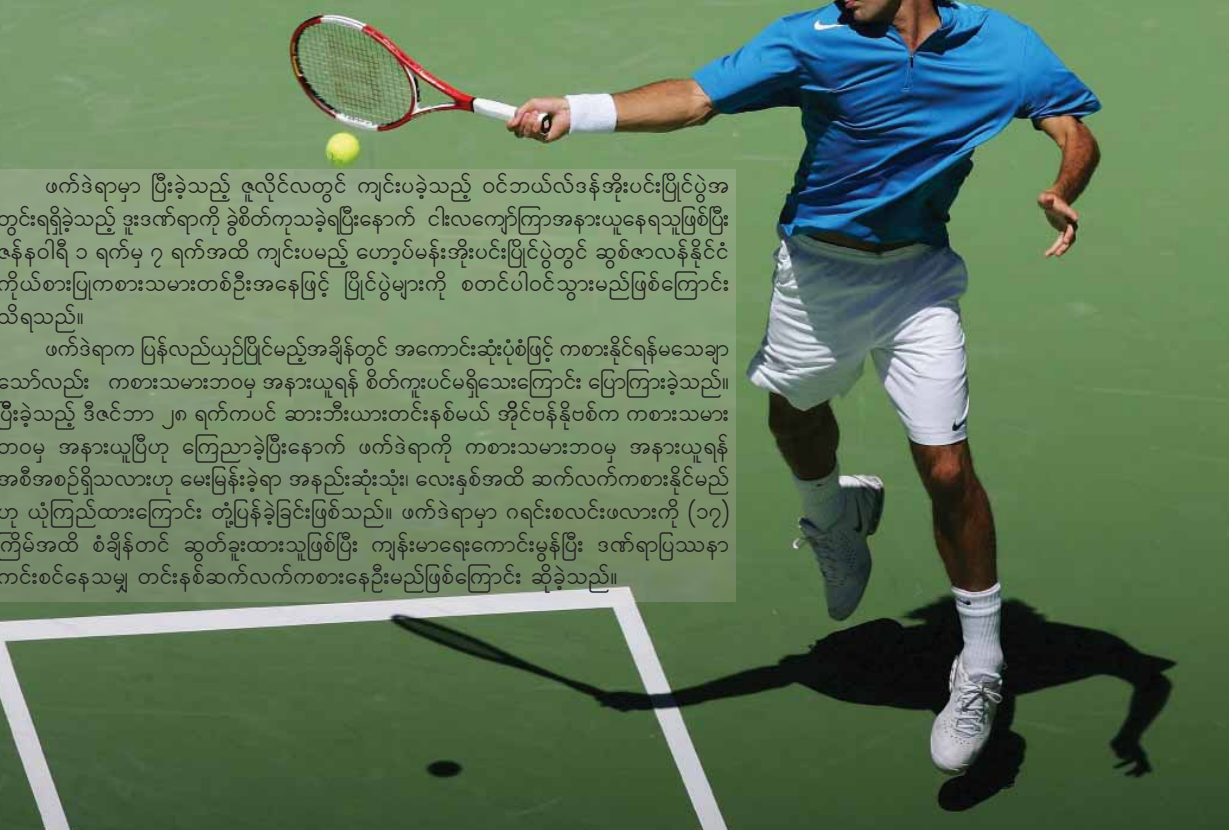 ဖက်ဒဲရာမှာ ပြီးခဲ့သည့် ဇူလိုင်လတွင် ကျင်းပခဲ့သည့် ဝင်ဘယ်လ်ဒန်အိုးပင်းပြိုင်ပွဲအ
တွင်းရရှိခဲ့သည့် ဒူးဒဏ်ရာကို ခွဲစိတ်ကုသခဲ့ရပြီးနောက် ငါးလကျော်ကြာအနားယူနေရသူဖြစ်ပြီး
ဇန်နဝါရီ ၁ ရက်မှ ၇ ရက်အထိ ကျင်းပမည့် ဟော့ပ်မန်းအိုးပင်းပြိုင်ပွဲတွင် ဆွစ်ဇာလန်နိုင်ငံ
ကိုယ်စားပြုကစားသမားတစ်ဦးအနေဖြင့် ပြိုင်ပွဲများကို စတင်ပါဝင်သွားမည်ဖြစ်ကြောင်း
သိရသည်။
ဖက်ဒဲရာက ပြန်လည်ယှဉ်ပြိုင်မည့်အချိန်တွင် အကောင်းဆုံးပုံစံဖြင့် ကစားနိုင်ရန်မသေချာ
သော်လည်း ကစားသမားဘဝမှ အနားယူရန် စိတ်ကူးပင်မရှိသေးကြောင်း ပြောကြားခဲ့သည်။
ပြီးခဲ့သည့် ဒီဇင်ဘာ ၂၈ ရက်ကပင် ဆားဘီးယားတင်းနစ်မယ် အိုင်ဗန်နိုဗစ်က ကစားသမား
ဘဝမှ အနားယူပြီဟု ကြေညာခဲ့ပြီးနောက် ဖက်ဒဲရာကို ကစားသမားဘဝမှ အနားယူရန်
အစီအစဉ်ရှိသလားဟု မေးမြန်းခဲ့ရာ အနည်းဆုံးသုံး၊ လေးနှစ်အထိ ဆက်လက်ကစားနိုင်မည်
ဟု ယုံကြည်ထားကြောင်း တုံ့ပြန်ခဲ့ခြင်းဖြစ်သည်။ ဖက်ဒဲရာမှာ ဂရင်းစလင်းဖလားကို (၁၇)
ကြိမ်အထိ စံချိန်တင် ဆွတ်ခူးထားသူဖြစ်ပြီး ကျန်းမာရေးကောင်းမွန်ပြီး ဒဏ်ရာပြဿနာ
ကင်းစင်နေသမျှ တင်းနစ်ဆက်လက်ကစားနေဦးမည်ဖြစ်ကြောင်း ဆိုခဲ့သည်။